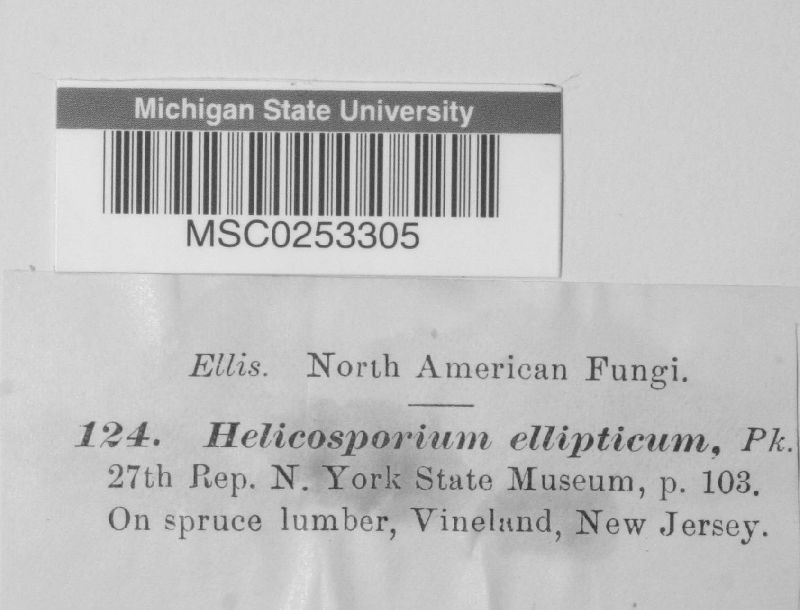 Michigan State University
MSC0253305
Ellis. North American Fungi.
124. Helicosporium ellipticum, Pk.
27th Rep. N. York State Museum, p. 103.
On spruce lumber, Vineland, New Jersey.